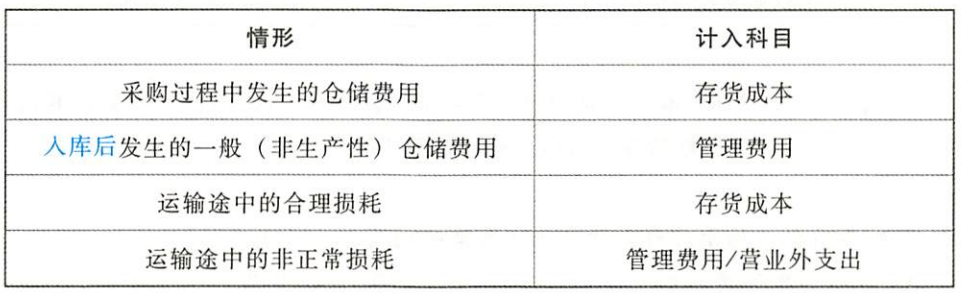 情形 计入科目
采购过程中发生的仓储费用 存货成本
入库后发生的一般（非生产性）仓储费用 管理费用
运输途中的合理损耗 存货成本
运输途中的非正常损耗 管理费用/营业外支出